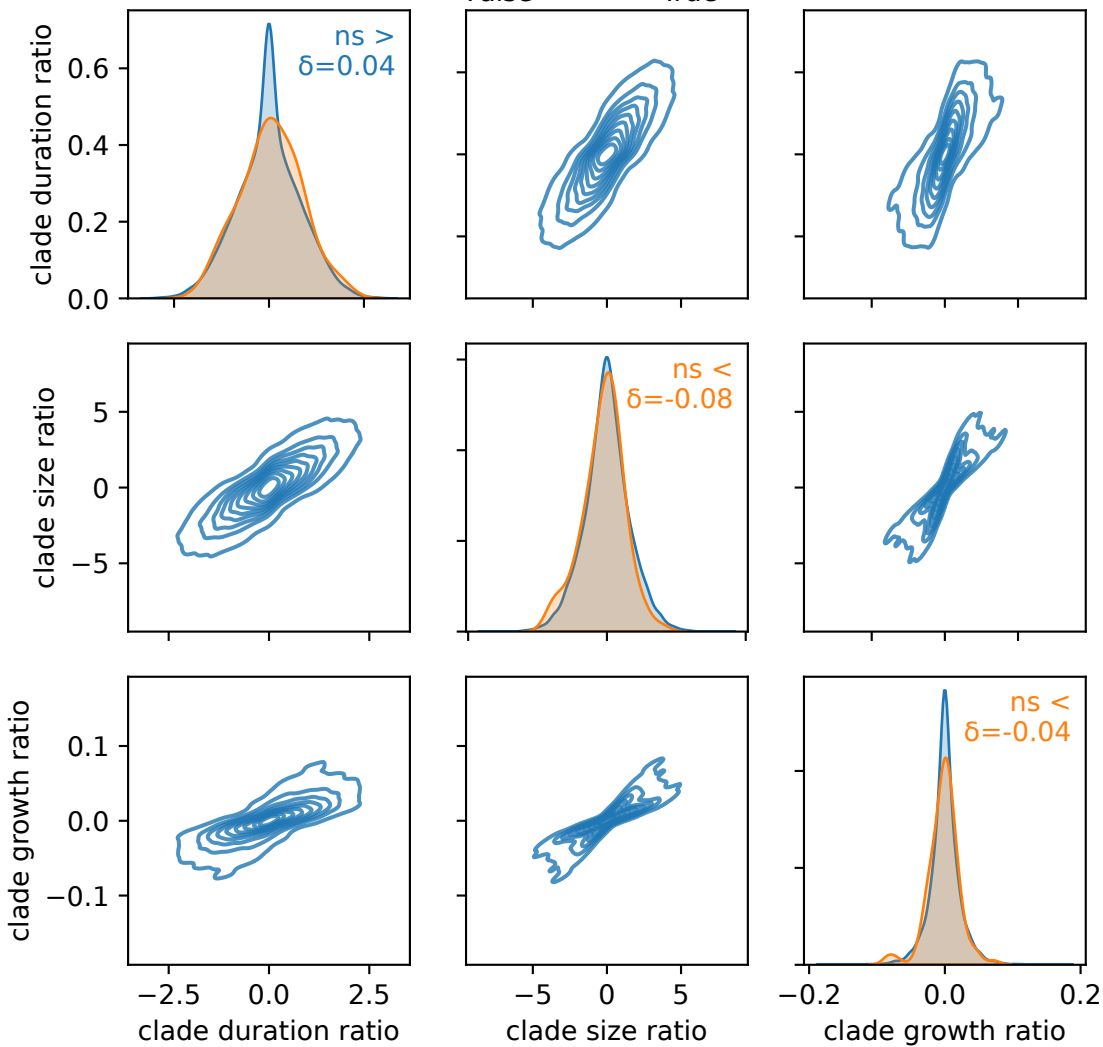 clade duration ratio
0.6
0.4
0.2
0.0
ns >
δ=0.04
clade size ratio
5
0
−5
ns <
δ=-0.08
clade growth ratio
0.1
0.0
−0.1
ns <
δ=-0.04
−2.5 0.0 2.5
−5 0 5
−0.2 0.0 0.2
clade duration ratio
clade size ratio
clade growth ratio